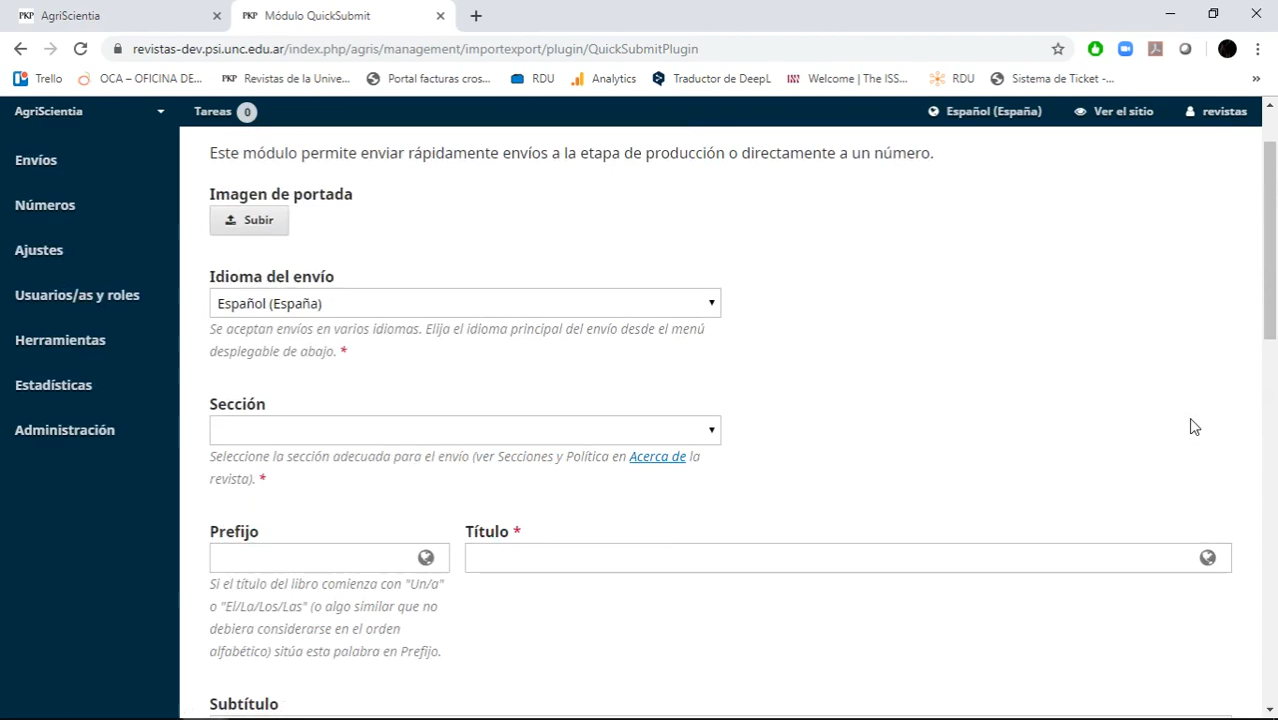 AgriScientia
Módulo QuickSubmit
revistas-dev.psi.unc.edu.ar/index.php/agris/management/importexport/plugin/QuickSubmitPlugin
Trello
OCA – OFICINA DE...
Revistas de la Unive...
Portal facturas cros...
RDU
Analytics
Traductor de DeepL
Welcome | The ISS...
RDU
Sistema de Ticket -...
AgriScientia
Tareas 0
Español (España)
Ver el sitio
revistas
Envíos
Números
Ajustes
Usuarios/as y roles
Herramientas
Estadísticas
Administración
Este módulo permite enviar rápidamente envíos a la etapa de producción o directamente a un número.
Imagen de portada
Subir
Idioma del envío
Español (España)
Se aceptan envíos en varios idiomas. Elija el idioma principal del envío desde el menú
desplegable de abajo. *
Sección
Seleccione la sección adecuada para el envío (ver Secciones y Política en Acerca de la
revista). *
Prefijo
Título *
Si el título del libro comienza con "Un/a"
o "El/La/Los/Las" (o algo similar que no
debiera considerarse en el orden
alfabético) sitúa esta palabra en Prefijo.
Subtítulo